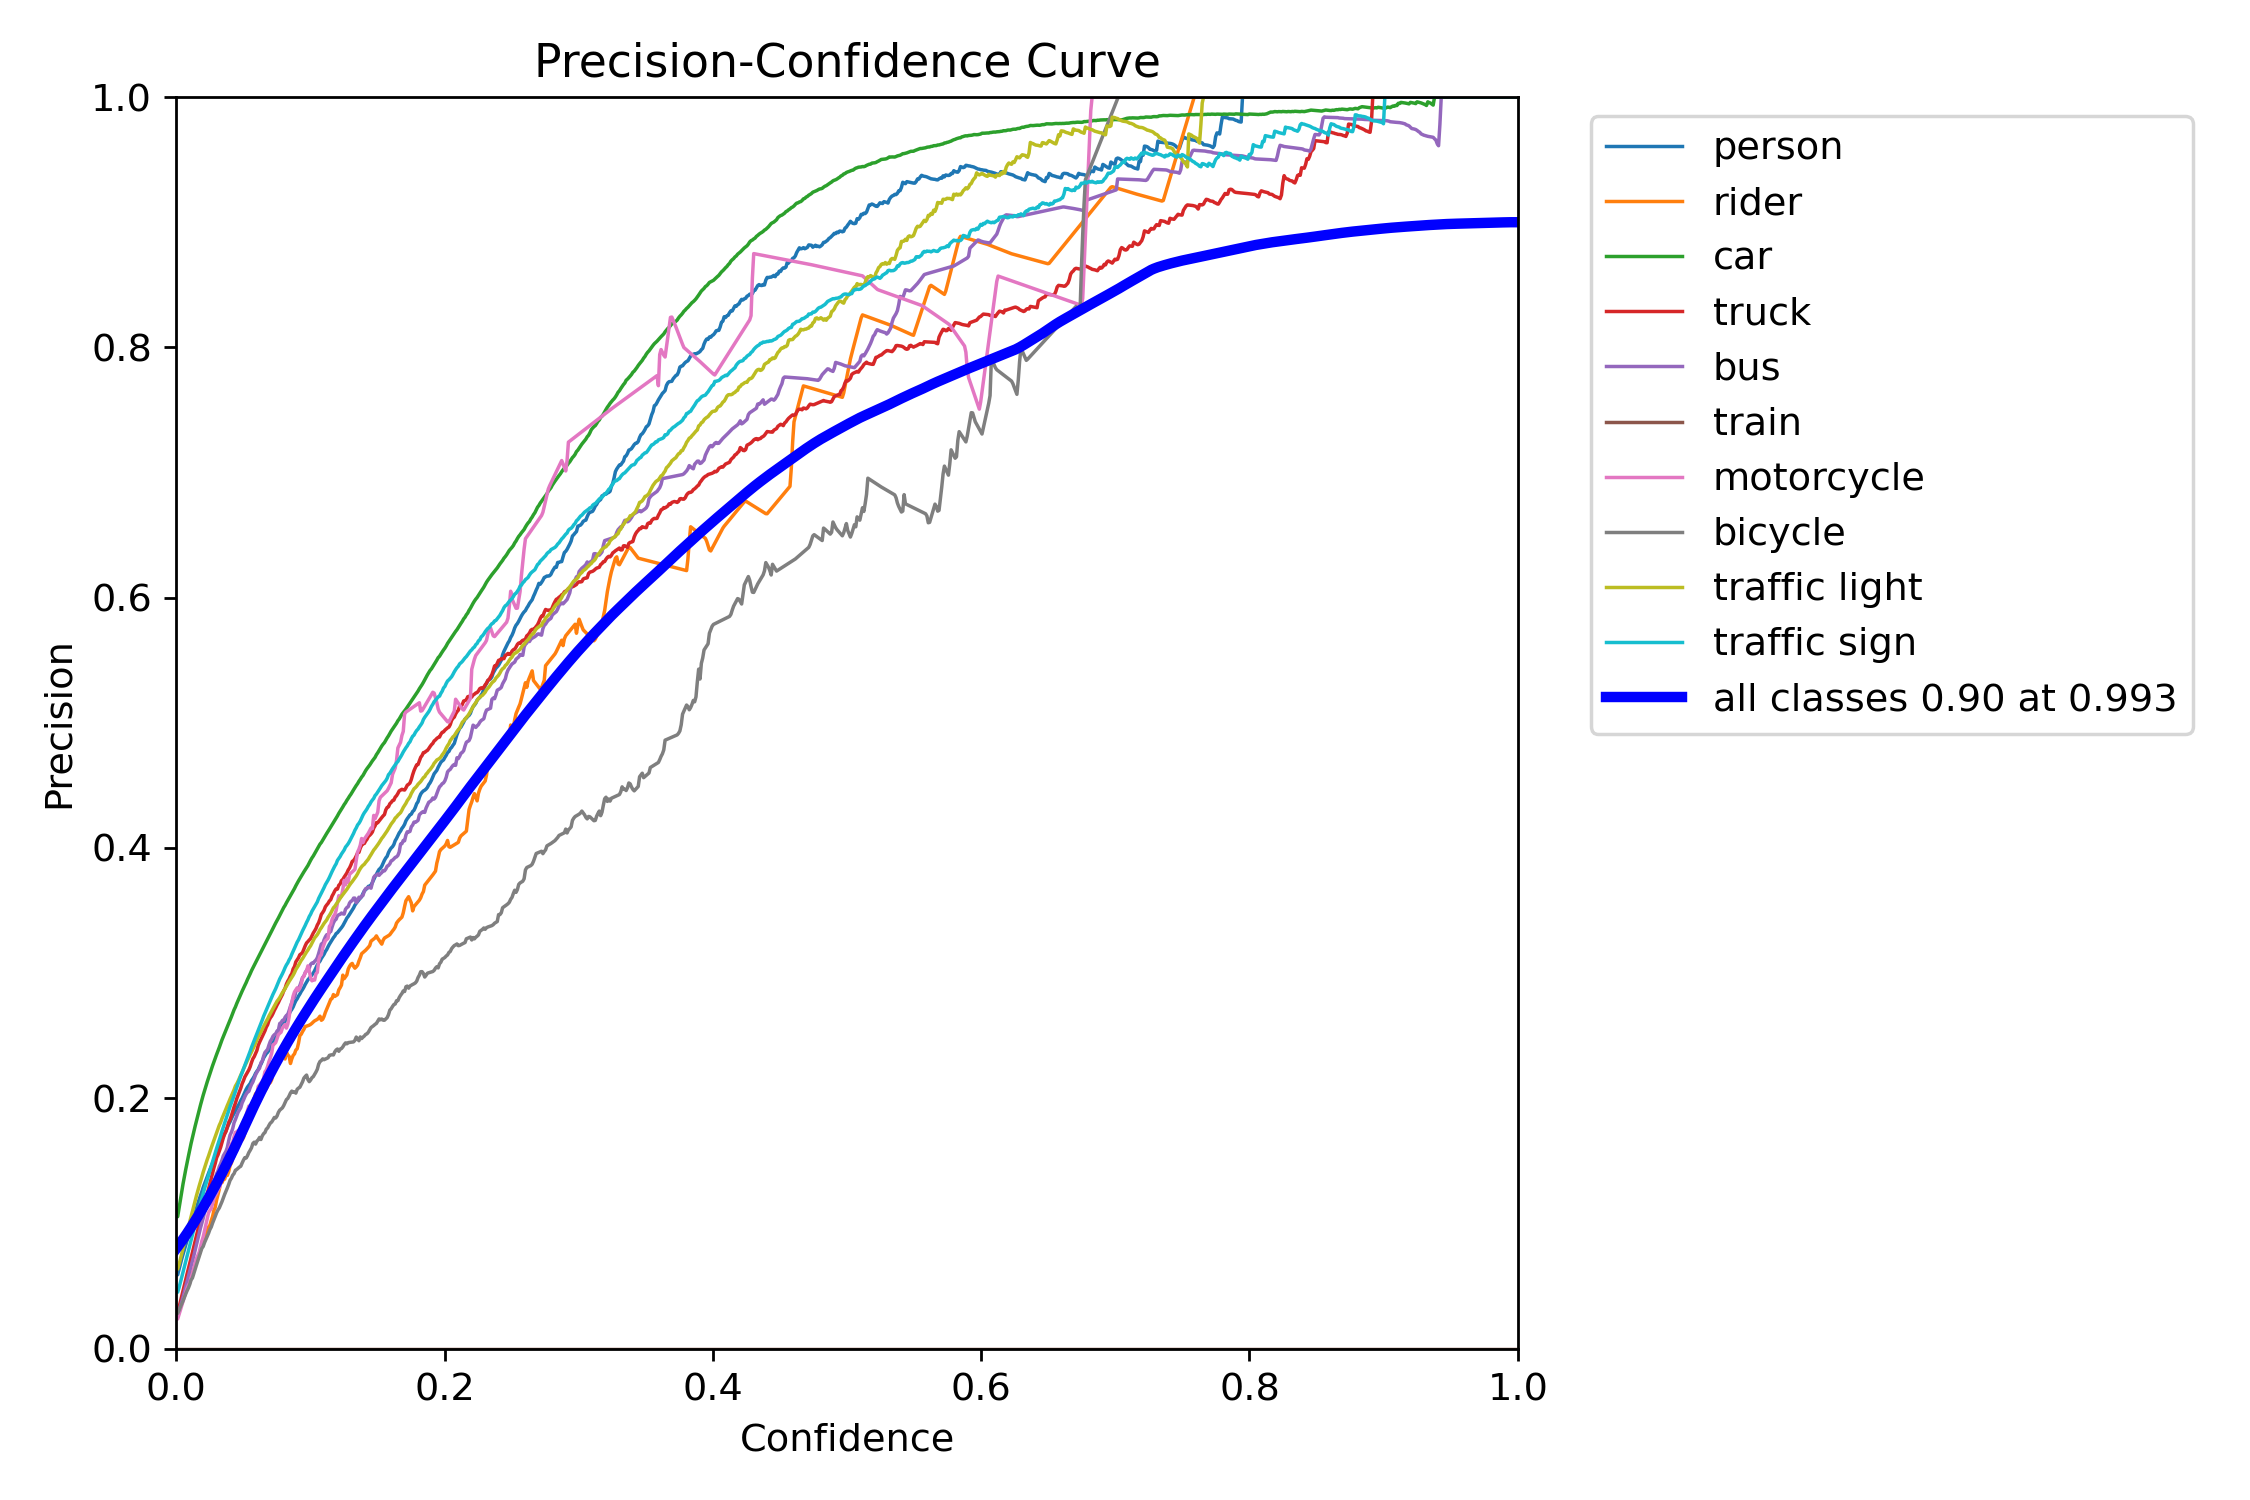 Precision-Confidence Curve
1.0
0.8
0.6
0.4
0.2
0.0
Precision
0.0 0.2 0.4 0.6 0.8 1.0
Confidence
person
rider
car
truck
bus
train
motorcycle
bicycle
traffic light
traffic sign
all classes 0.90 at 0.993